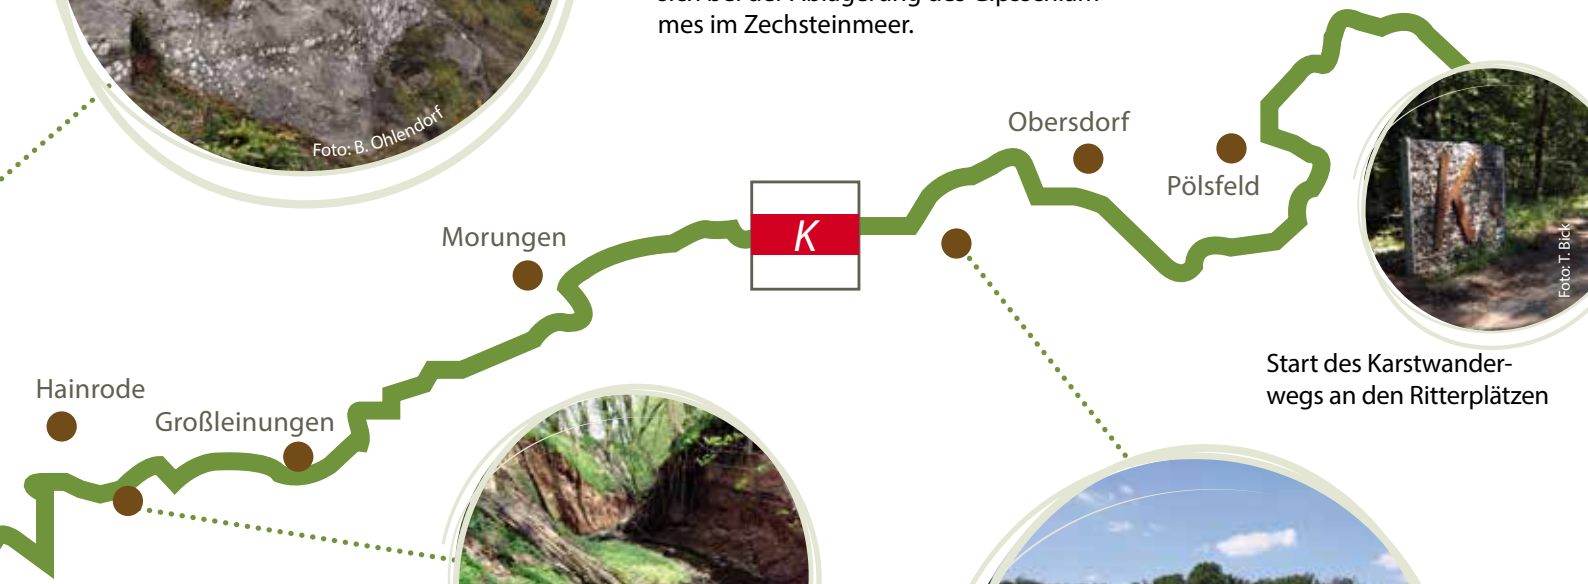 mes im Zechsteinmeer.
Foto: B. Ohlendorf
Obersdorf
Pölsfeld
Morungen
K
K
Foto: T. Bick
Start des Karstwander-
wegs an den Ritterplätzen
Hainrode
Großleinungen